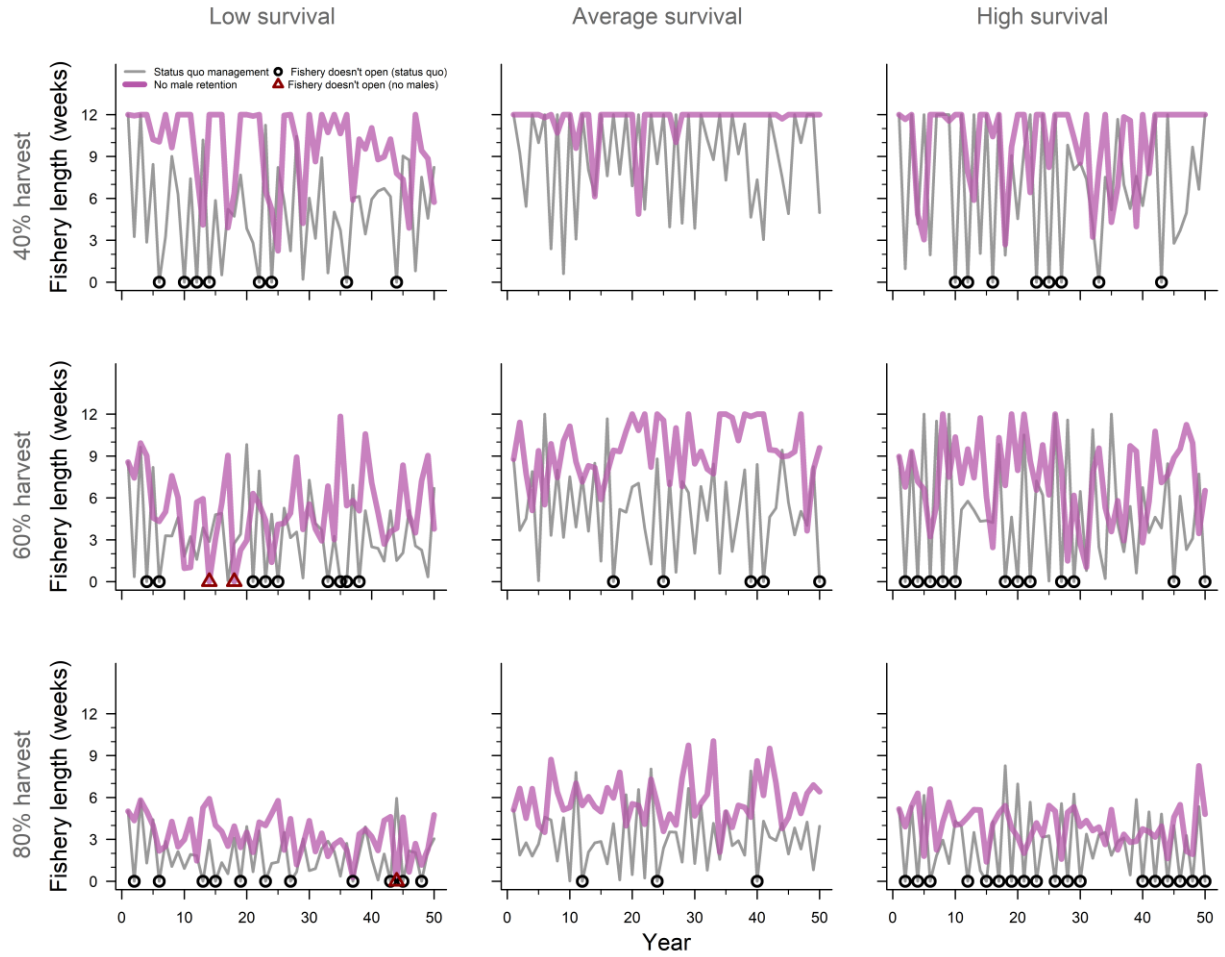 Low survival Average survival High survival
Status quo management Fishery doesn't open (status quo)
No male retention Fishery doesn't open (no males)
40% harvest
Fishery length (weeks)
12
9
6
3
0
0 10 20 30 40 50
0 10 20 30 40 50
0 10 20 30 40 50
60% harvest
Fishery length (weeks)
12
9
6
3
0
80% harvest
Fishery length (weeks)
12
9
6
3
0
Year